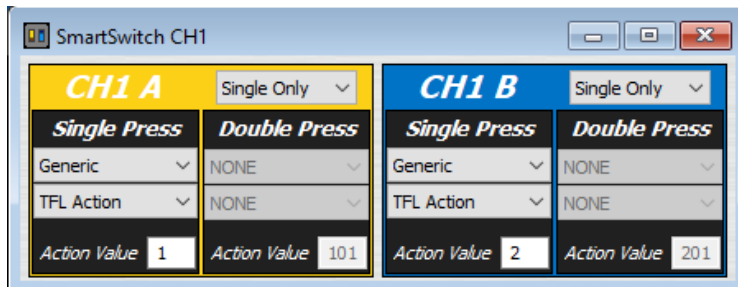 SmartSwitch CH1
CH1 A Single Only CH1 B Single Only
Single Press Double Press Single Press Double Press
Generic NONE Generic NONE
TFL Action NONE TFL Action NONE
Action Value 1 Action Value 101 Action Value 2 Action Value 201